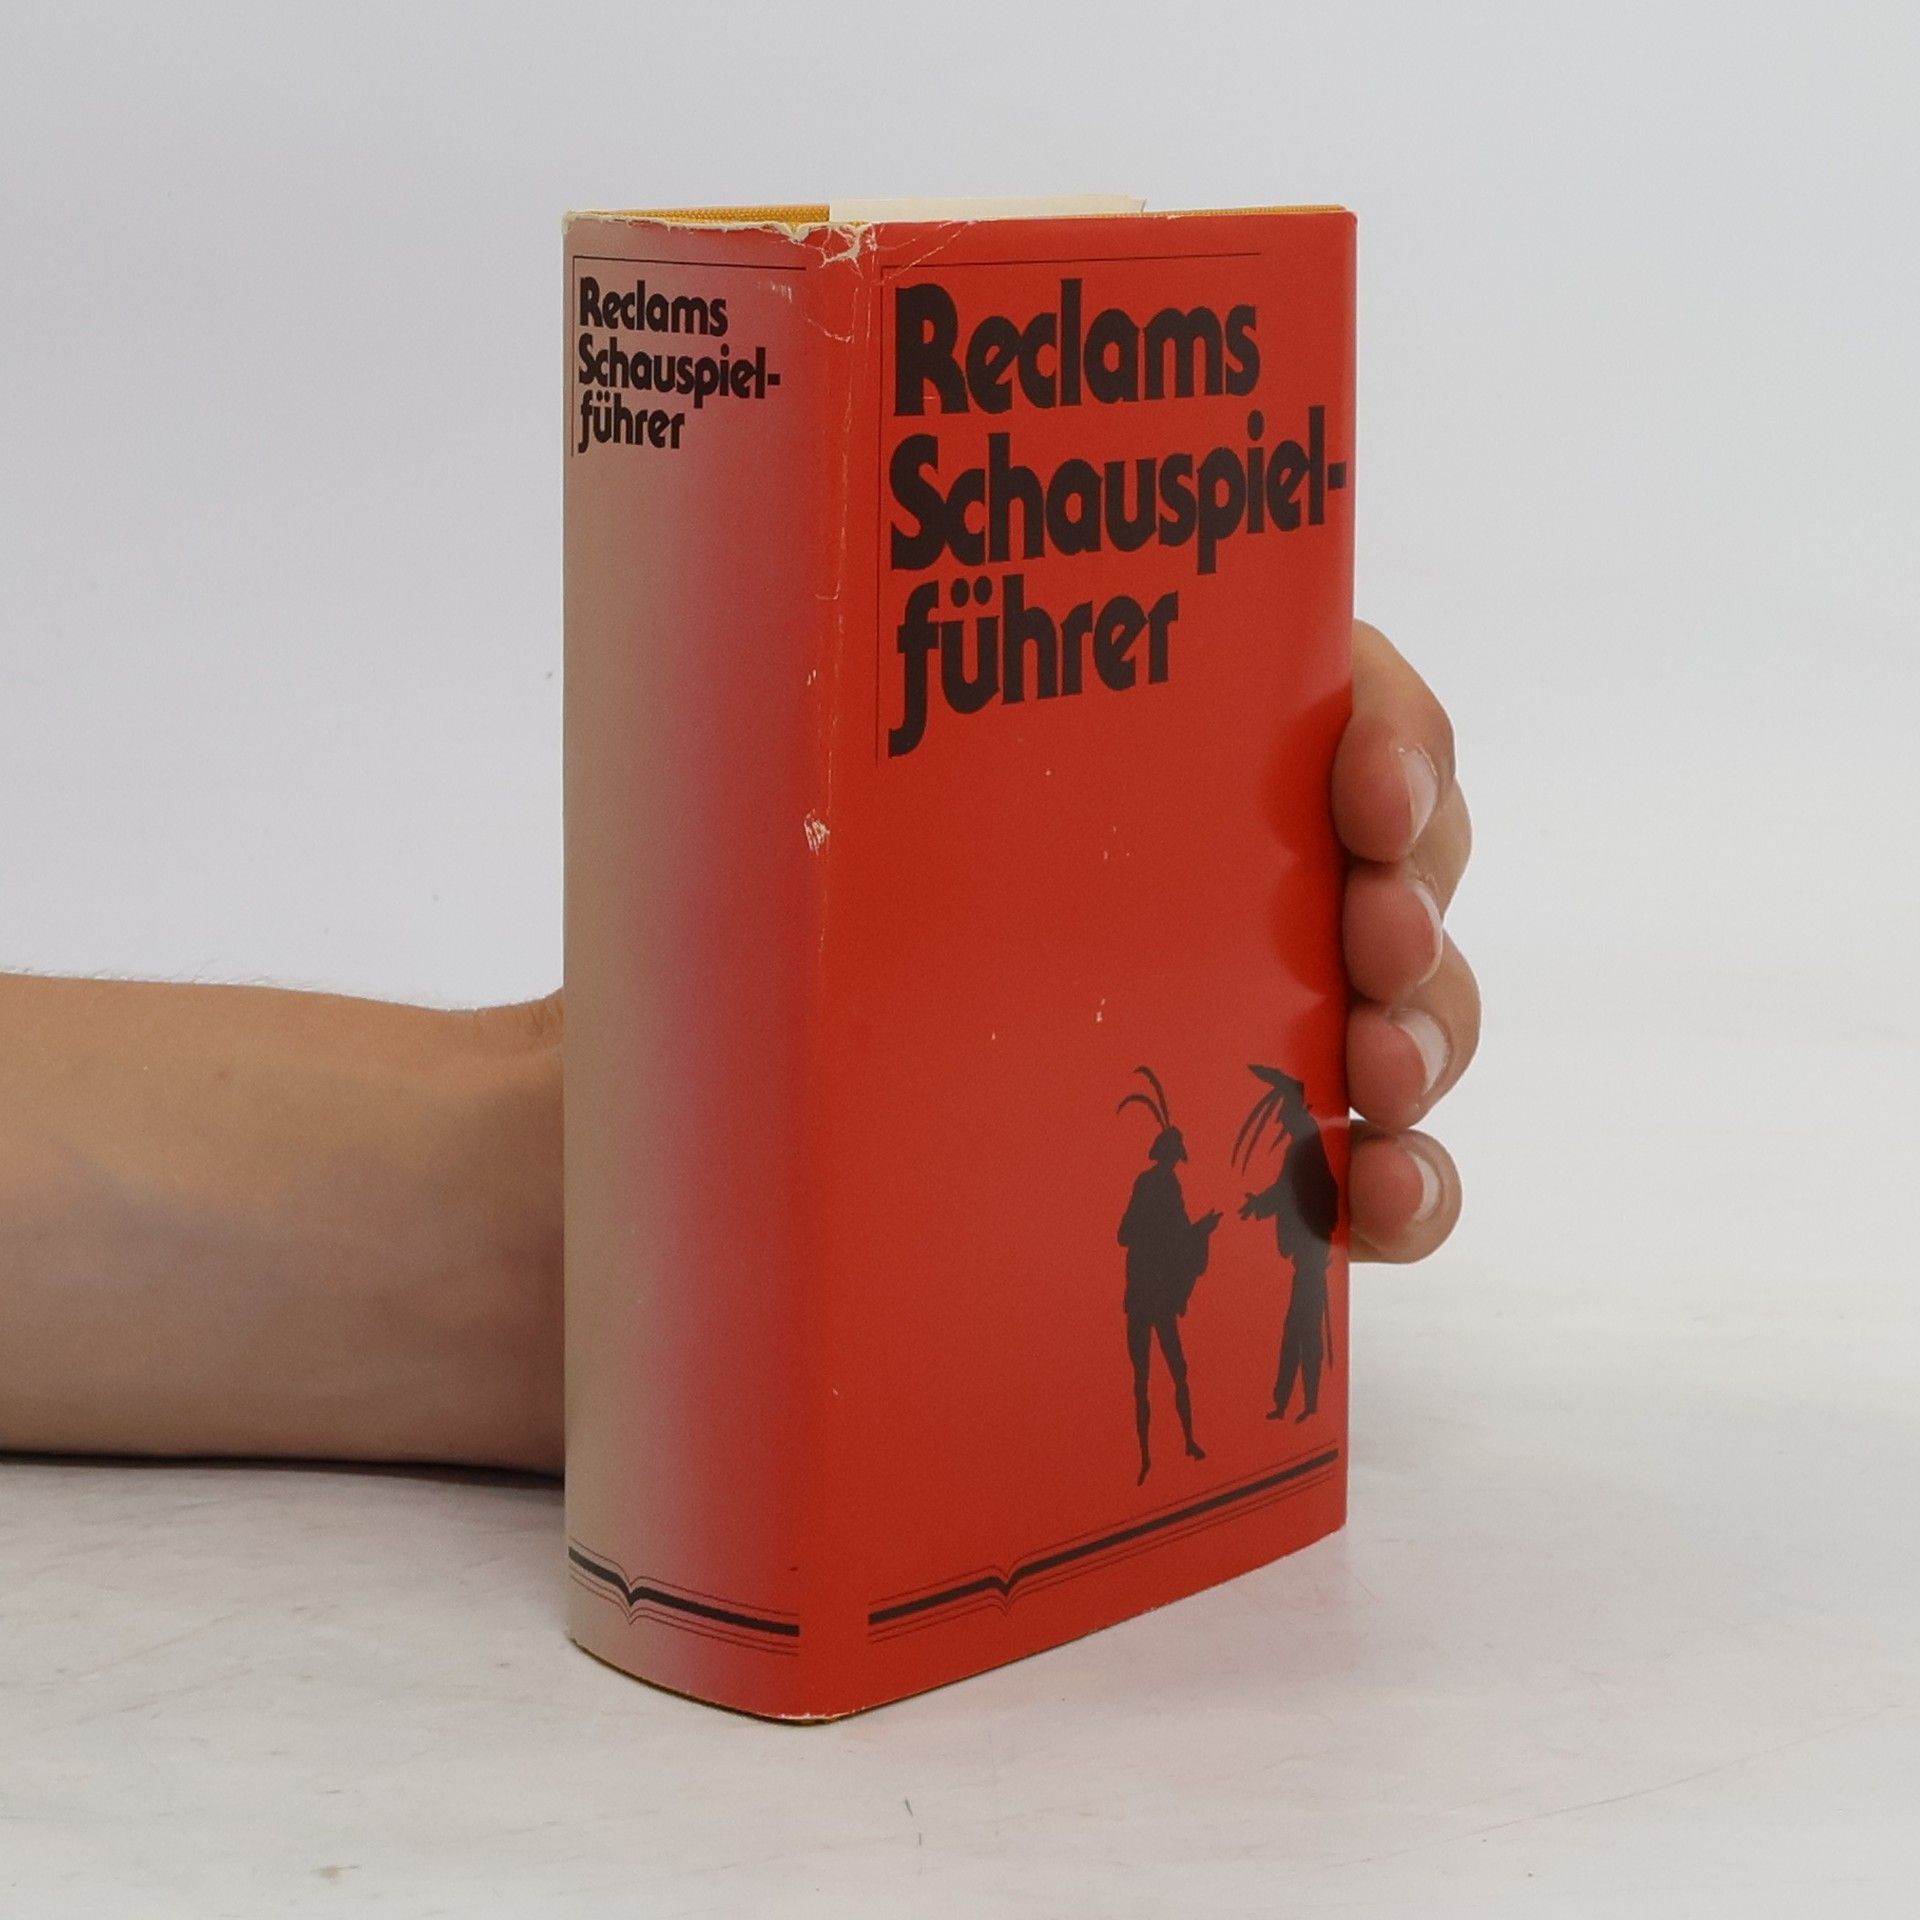 Reclams
Schauspiel-
führer
Reclams
Schauspiel-
führer